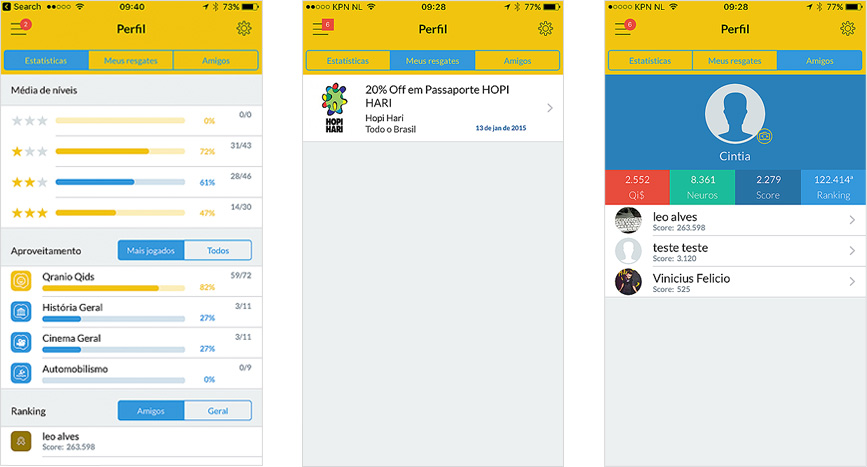 Search
09:40
73%
2
Perfil
Estatísticas
Meus resgates
Amigos
Média de níveis
0/0
0%
31/43
72%
28/46
61%
14/30
47%
Aproveitamento
Mais jogados
Todos
Qranio Qids
59/72
82%
História Geral
3/11
27%
Cinema Geral
3/11
27%
Automobilismo
0/9
0%
Ranking
Amigos
Geral
leo alves
Score: 263.598
KPN NL
09:28
77%
6
Perfil
Estatísticas
Meus resgates
Amigos
20% Off em Passaporte HOPI
HARI
Hopi Hari
Todo o Brasil
13 de jan de 2015
HOPI
HARI
KPN NL
09:28
77%
6
Perfil
Estatísticas
Meus resgates
Amigos
Cintia
2.552
8.361
2.279
122.414ª
QI$
Neuros
Score
Ranking
leo alves
Score: 263.598
teste teste
Score: 3.120
Vinicius Felicio
Score: 525